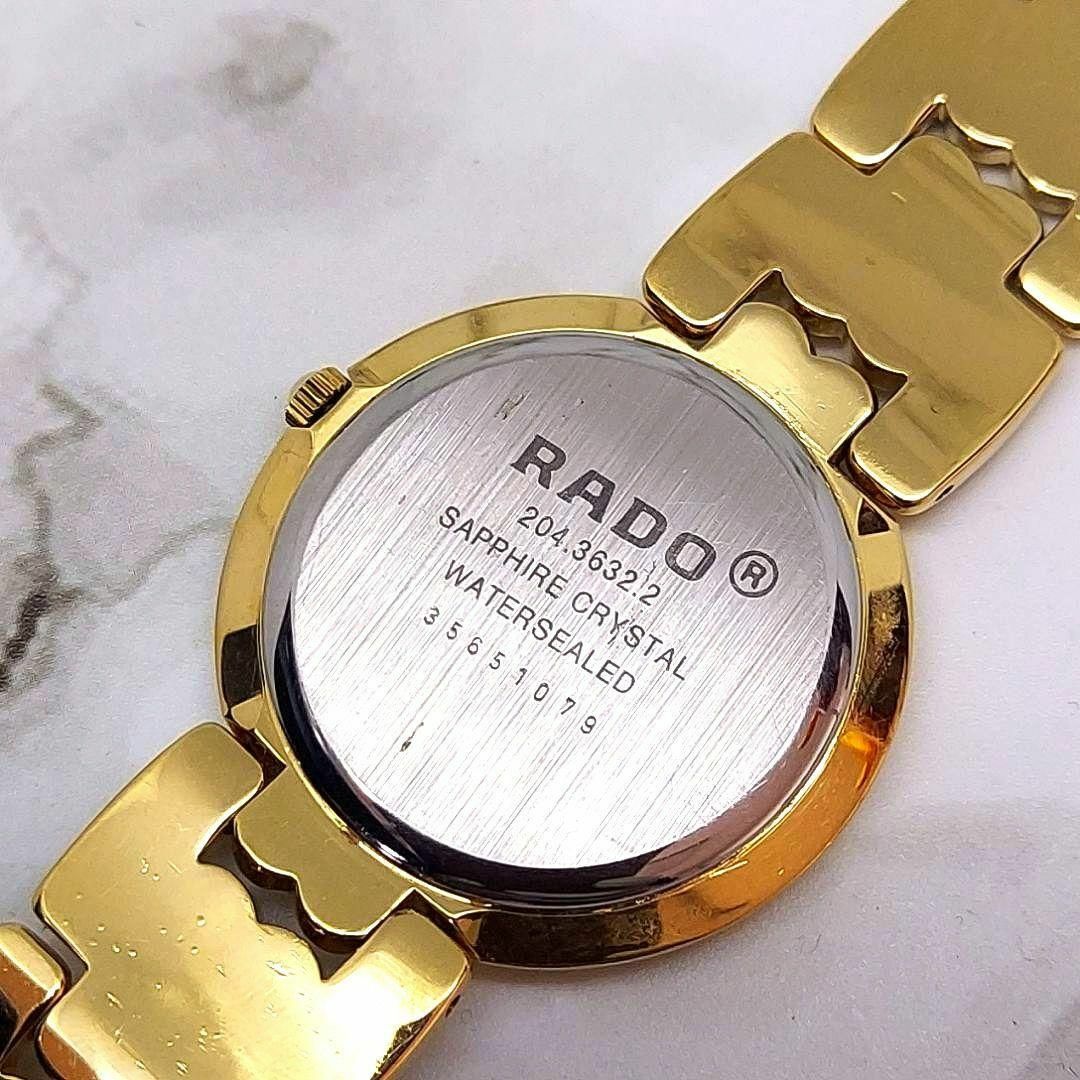 RADO®
204.3632.2
SAPPHIRE CRYSTAL
WATERSEALED
35651079